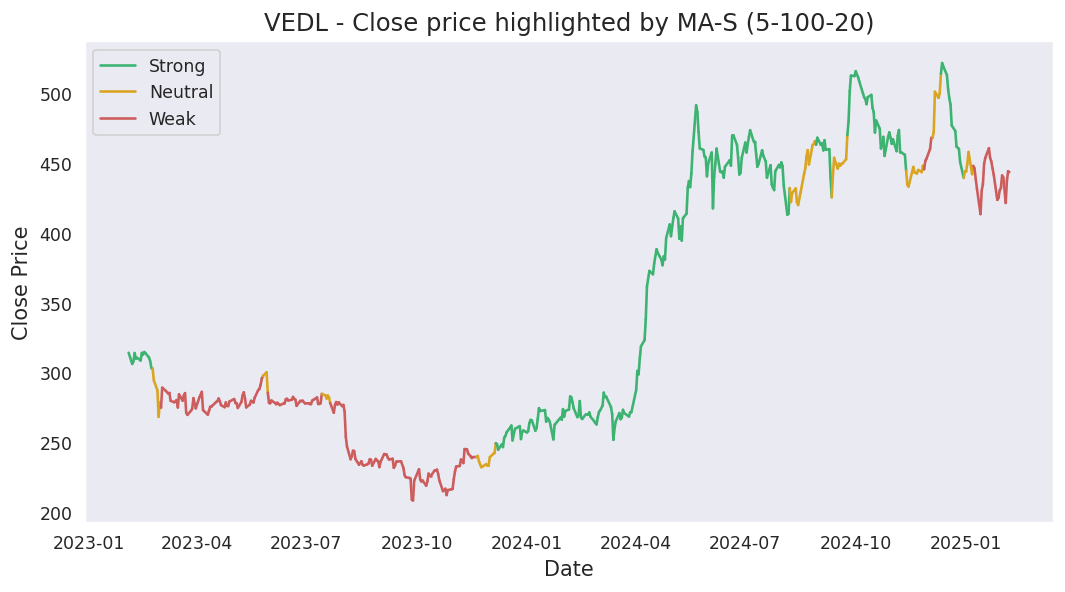 VEDL - Close price highlighted by MA-S (5-100-20)
Strong
Neutral
Weak
500
450
400
350
300
250
200
Close Price
2023-01 2023-04 2023-07 2023-10 2024-01 2024-04 2024-07 2024-10 2025-01
Date